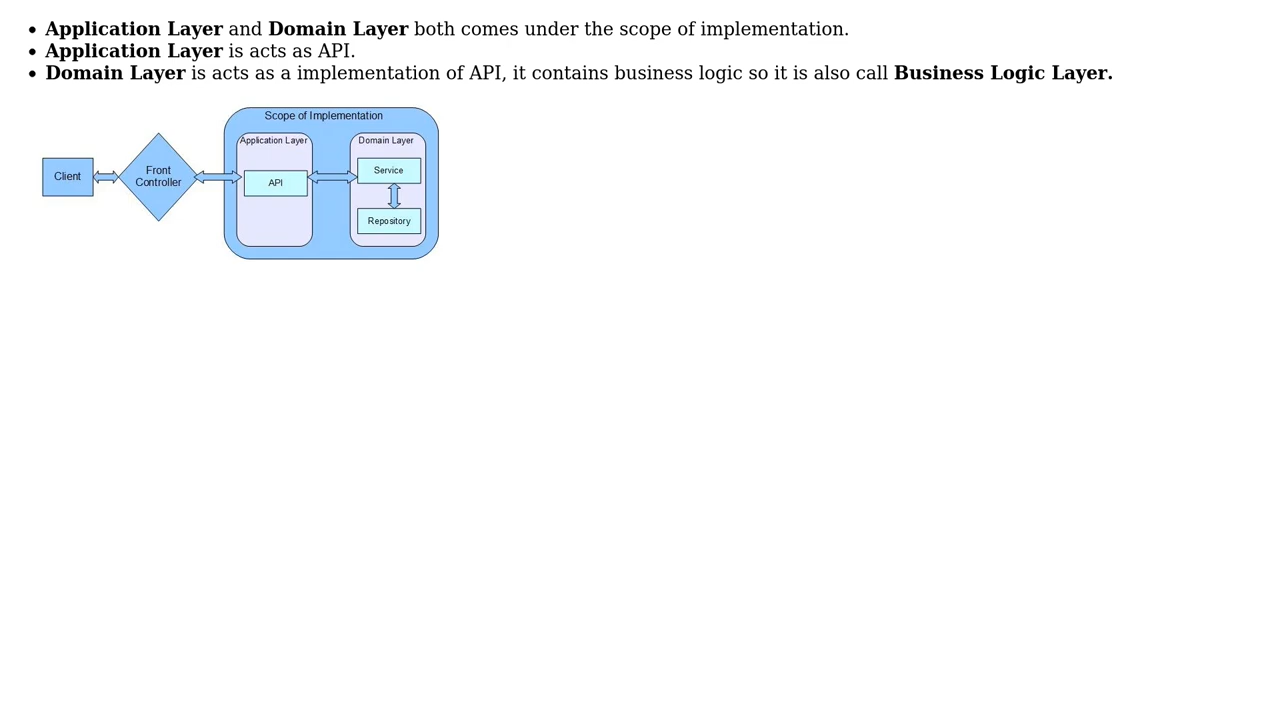 Application Layer and Domain Layer both comes under the scope of implementation.
Application Layer is acts as API.
Domain Layer is acts as a implementation of API, it contains business logic so it is also call Business Logic Layer.
Scope of Implementation
Application Layer
Domain Layer
Client
Front
Controller
API
Service
Repository